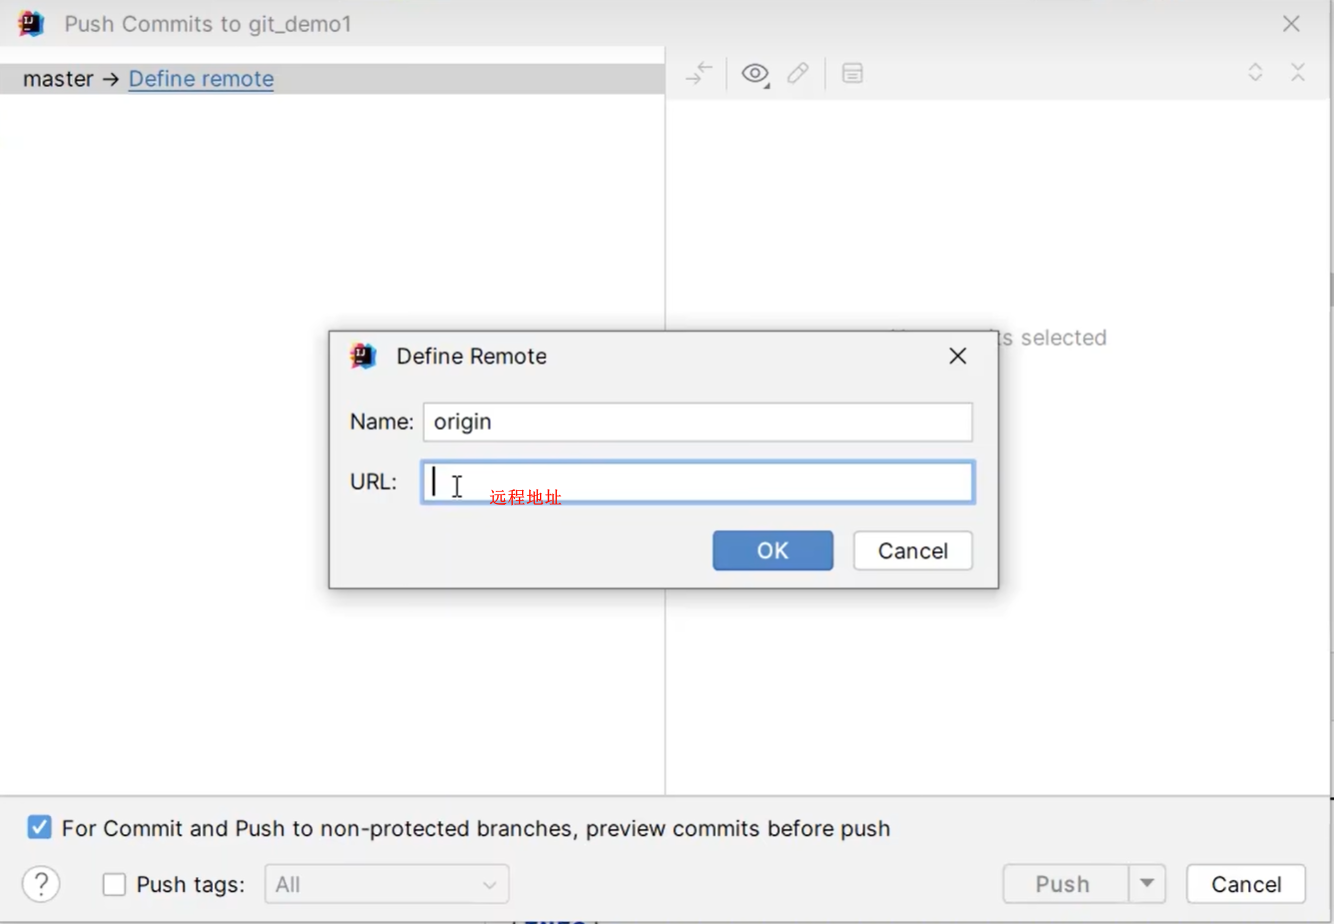 Push Commits to git_demo1
master → Define remote
selected
Define Remote
Name: origin
URL:
远程地址
OK Cancel
For Commit and Push to non-protected branches, preview commits before push
? Push tags: All Push Cancel